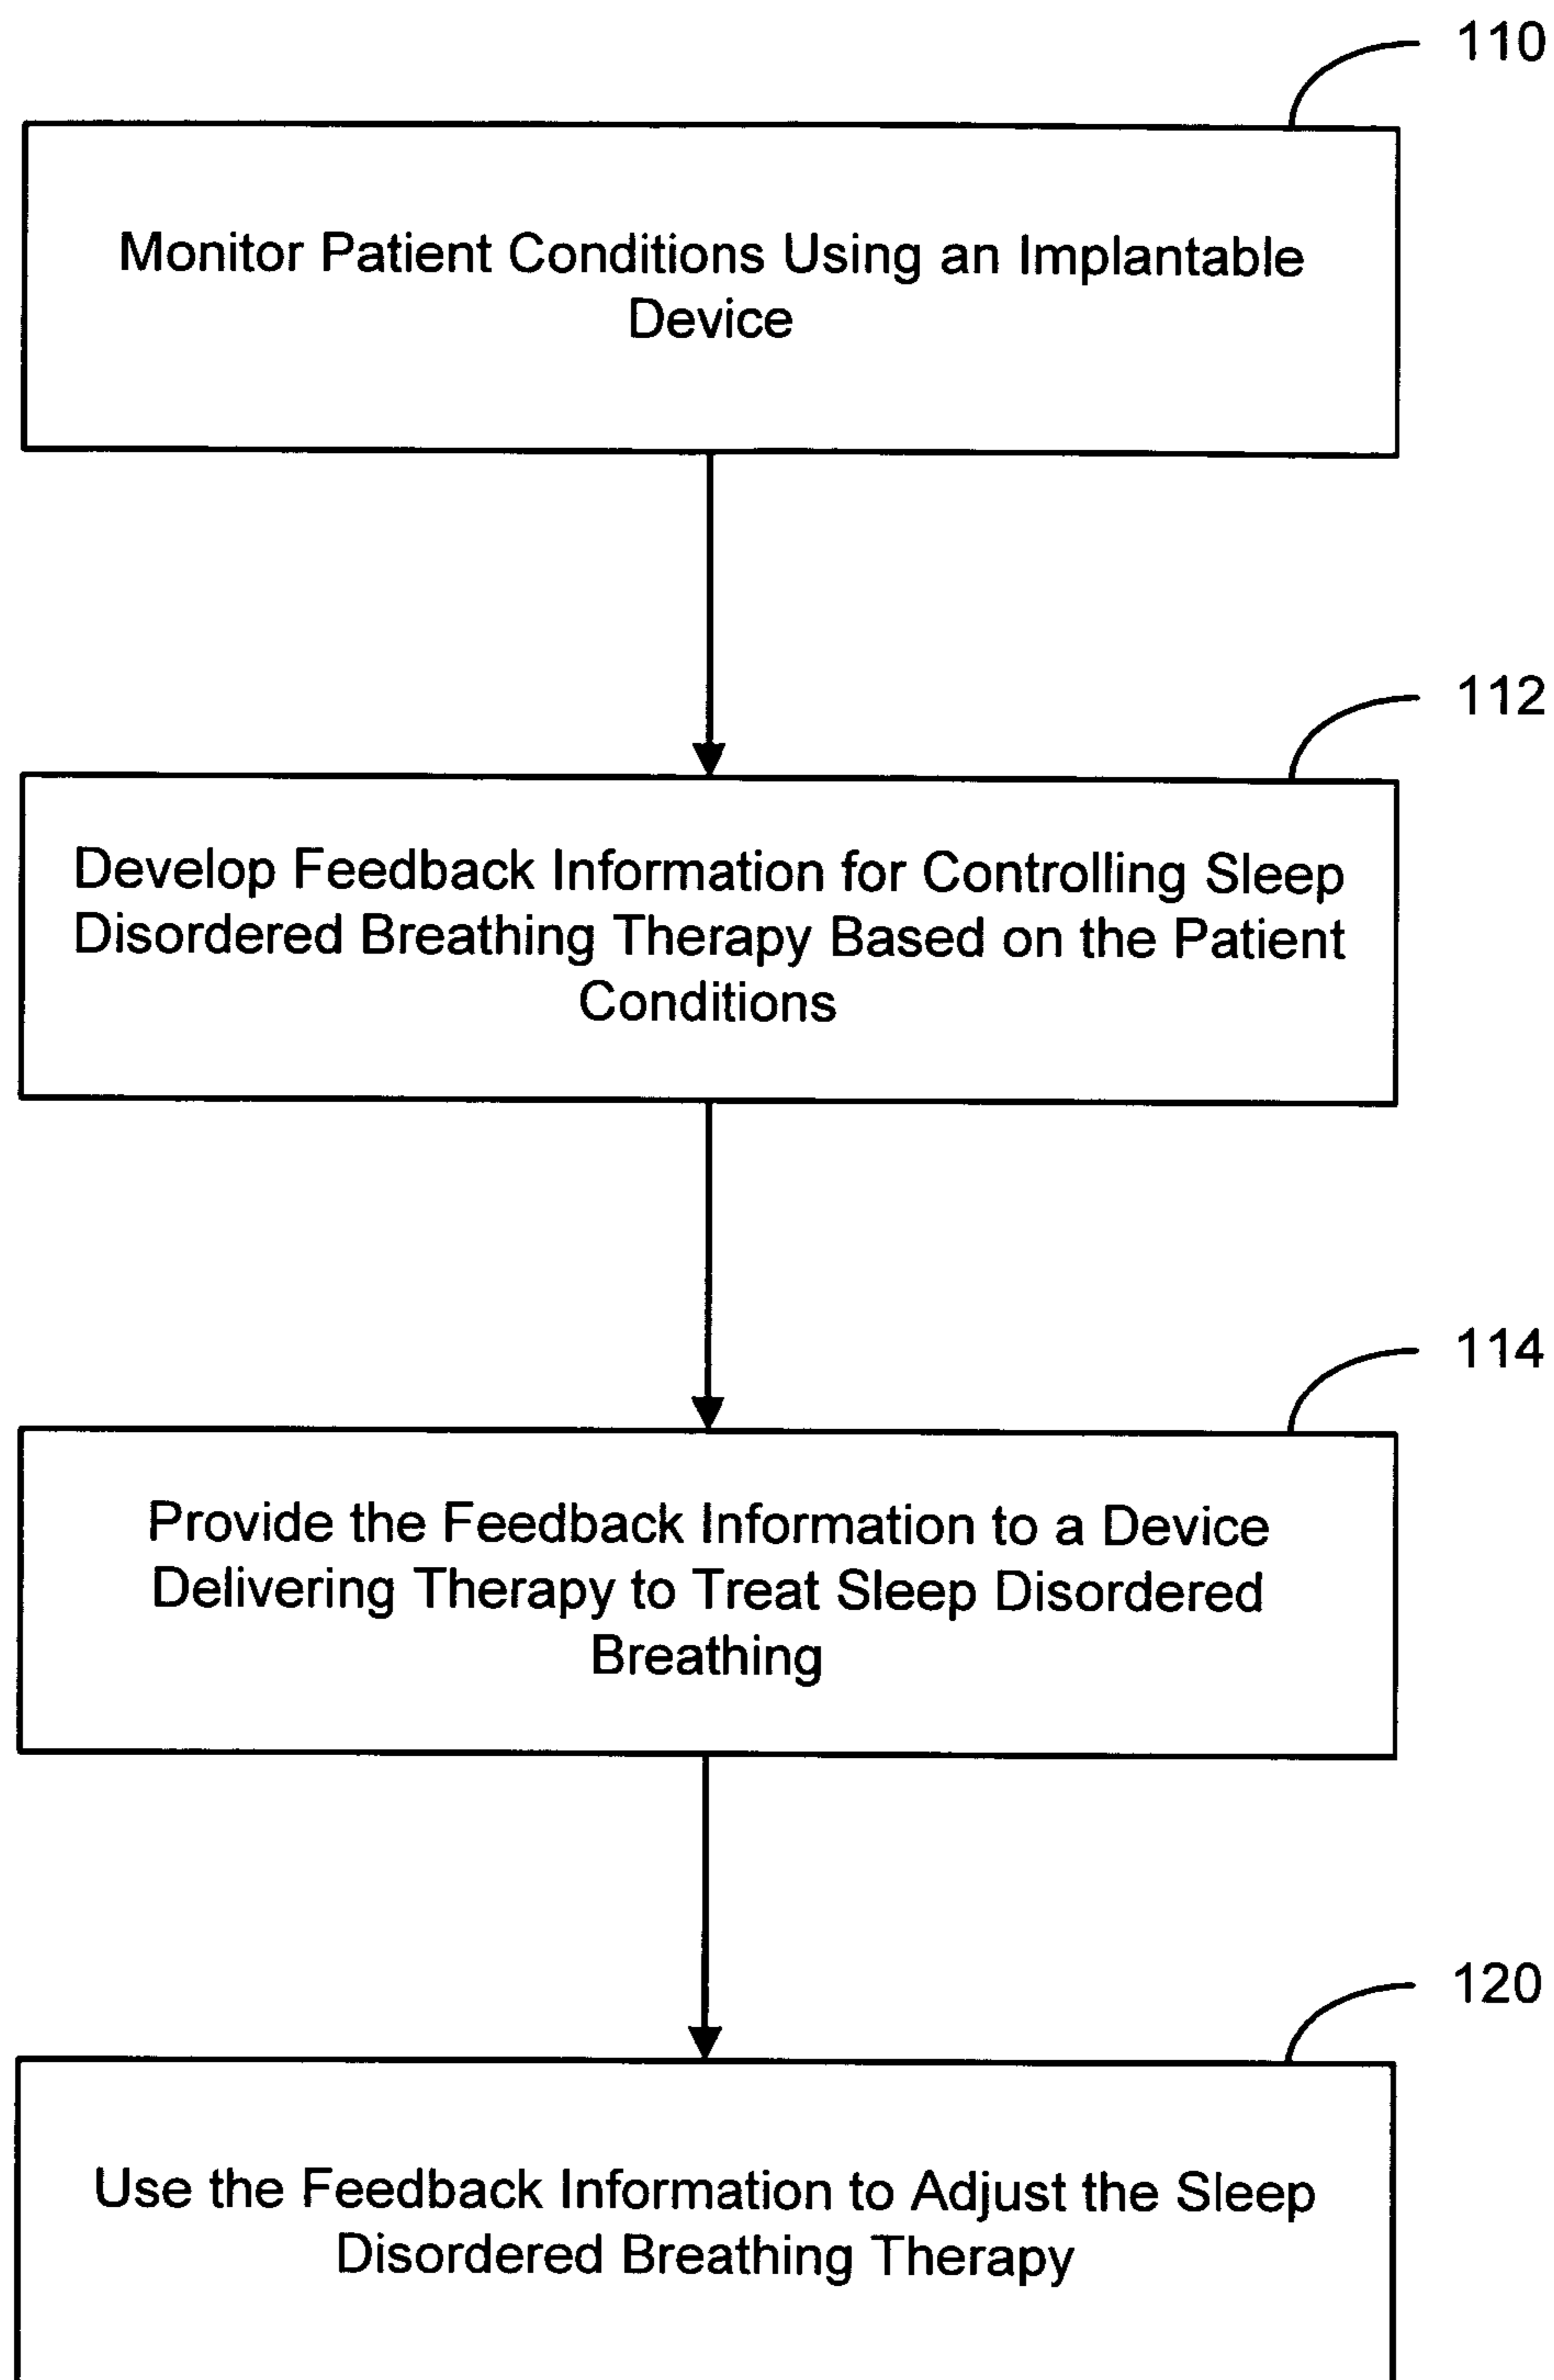 110
Monitor Patient Conditions Using an Implantable
Device
112
Develop Feedback Information for Controlling Sleep
Disordered Breathing Therapy Based on the Patient
Conditions
114
Provide the Feedback Information to a Device
Delivering Therapy to Treat Sleep Disordered
Breathing
120
Use the Feedback Information to Adjust the Sleep
Disordered Breathing Therapy